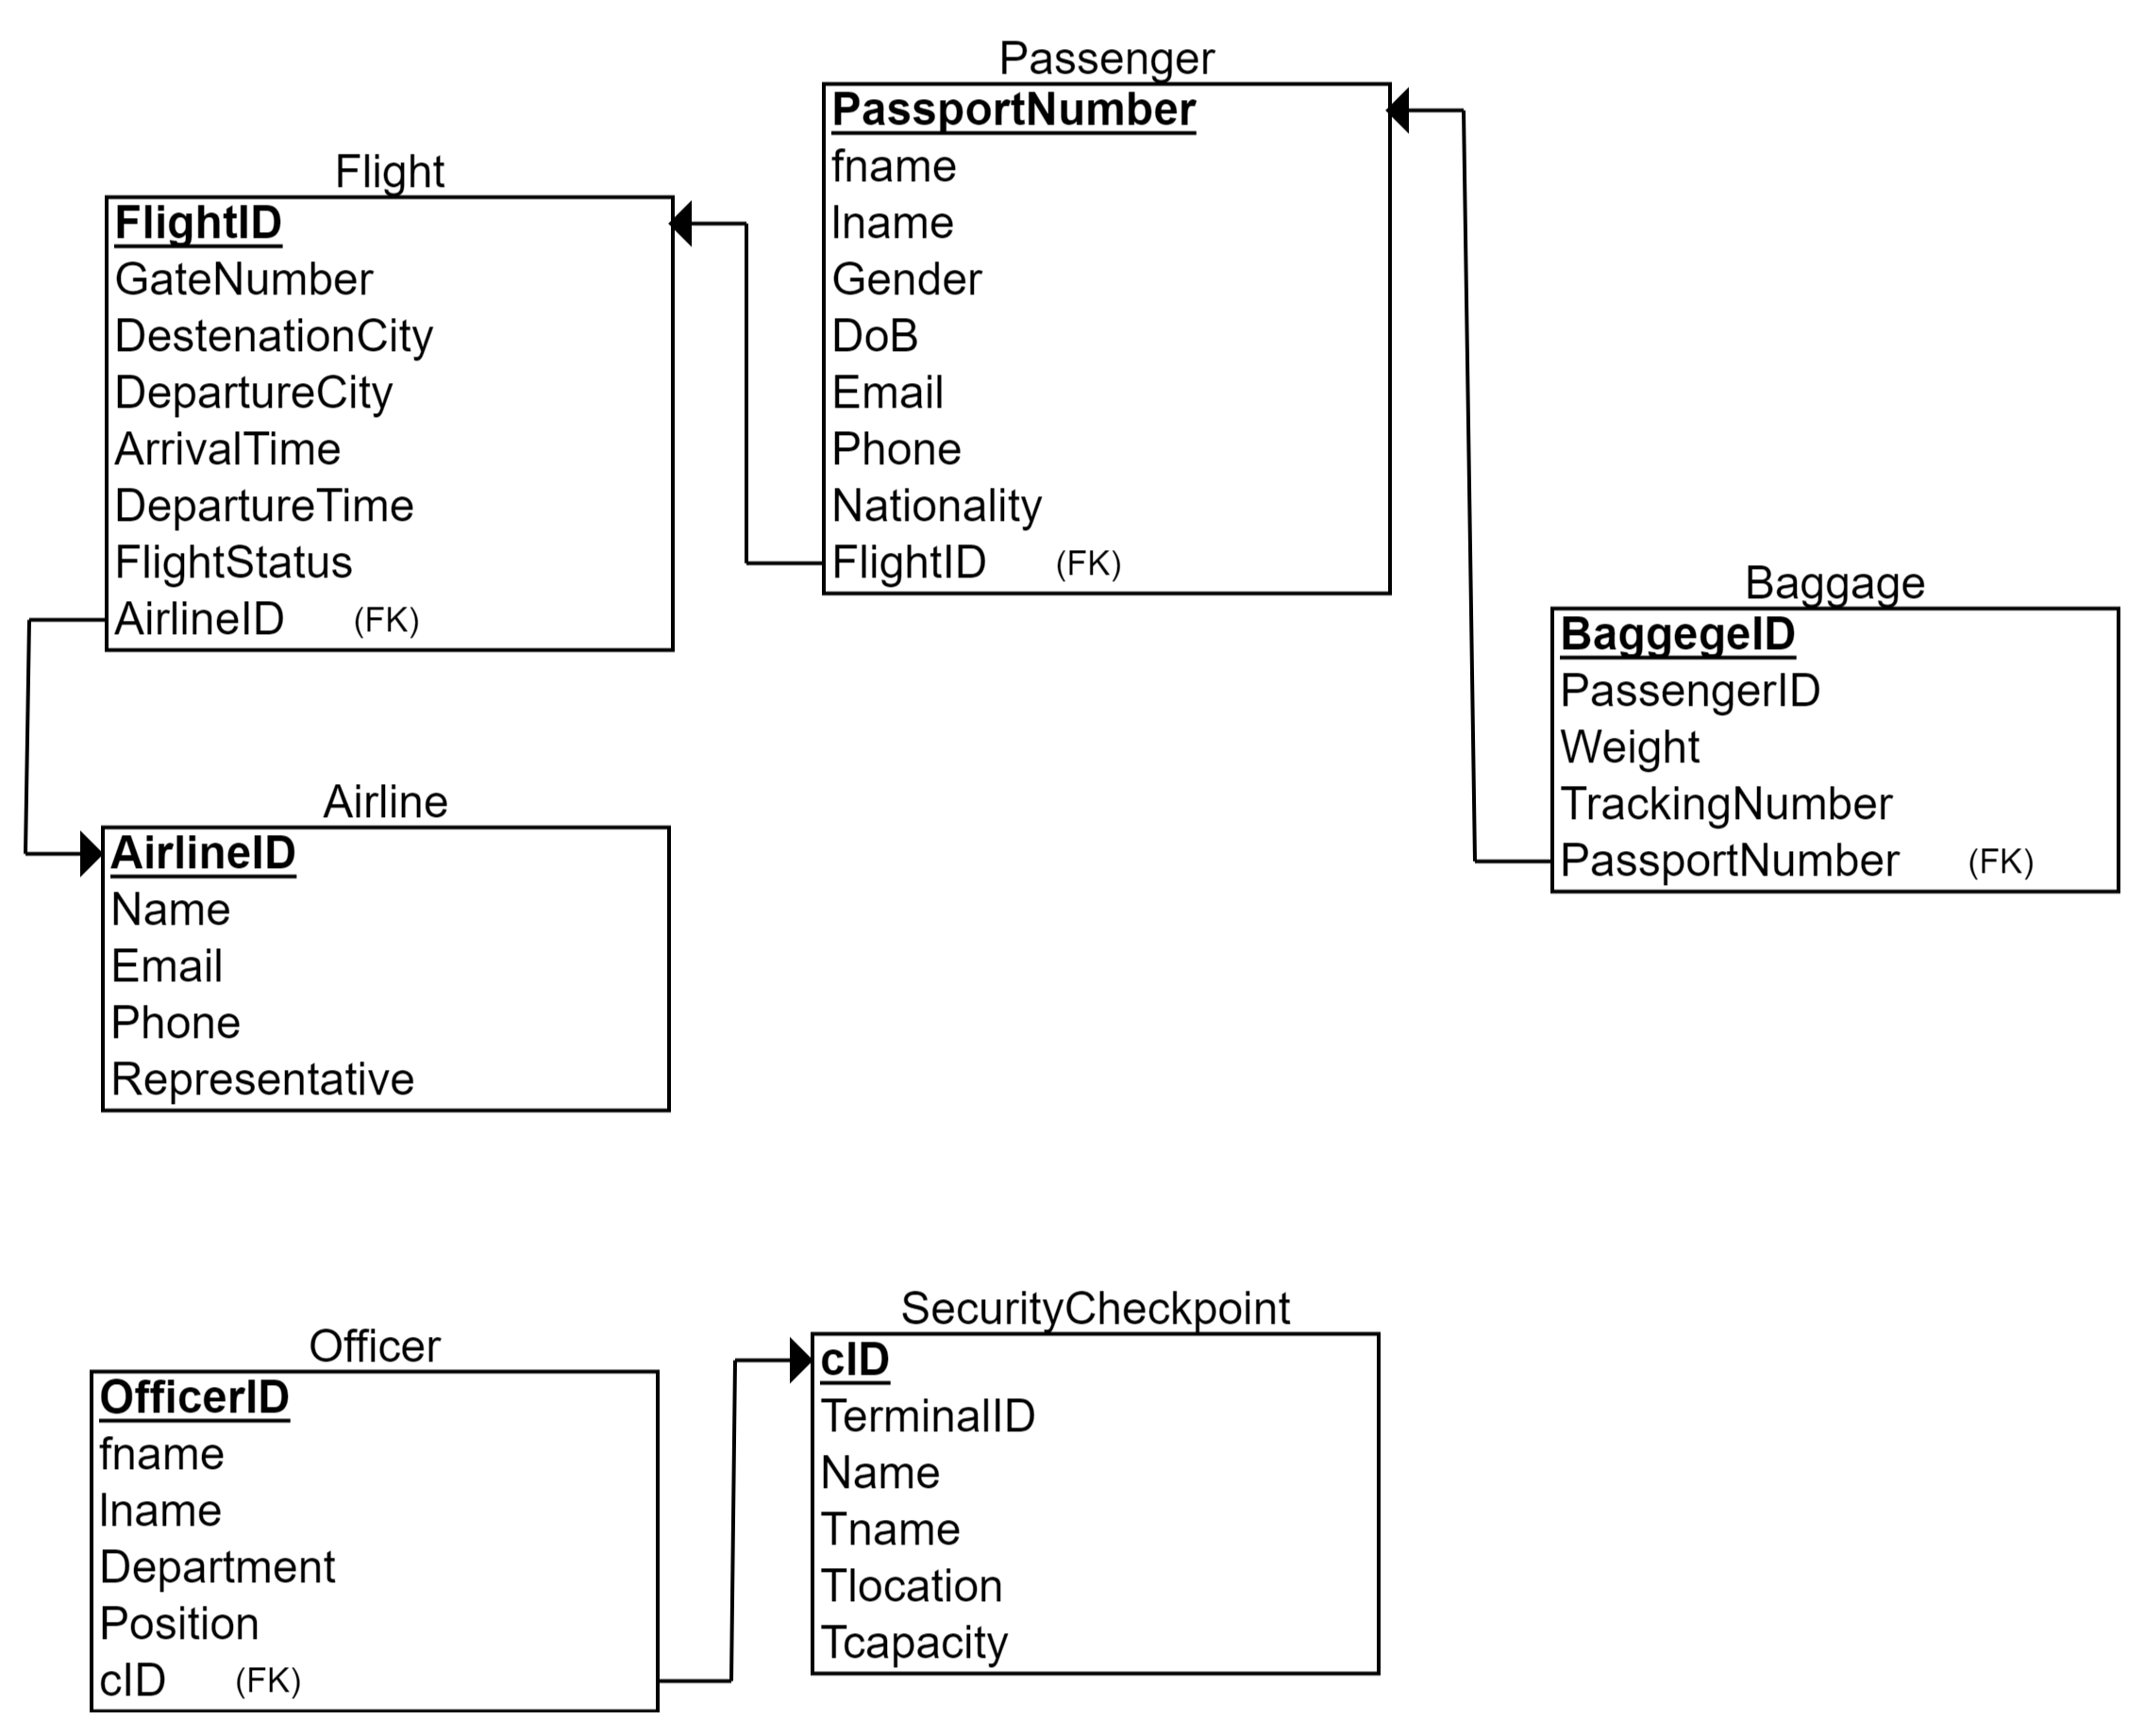 Passenger
PassportNumber
fname
lname
Gender
DoB
Email
Phone
Nationality
FlightID (FK)
Flight
FlightID
GateNumber
DestenationCity
DepartureCity
ArrivalTime
DepartureTime
FlightStatus
AirlineID (FK)
Baggage
BaggegeID
PassengerID
Weight
TrackingNumber
PassportNumber (FK)
Airline
AirlineID
Name
Email
Phone
Representative
SecurityCheckpoint
cID
TerminalID
Name
Tname
Tlocation
Tcapacity
Officer
OfficerID
fname
lname
Department
Position
cID (FK)